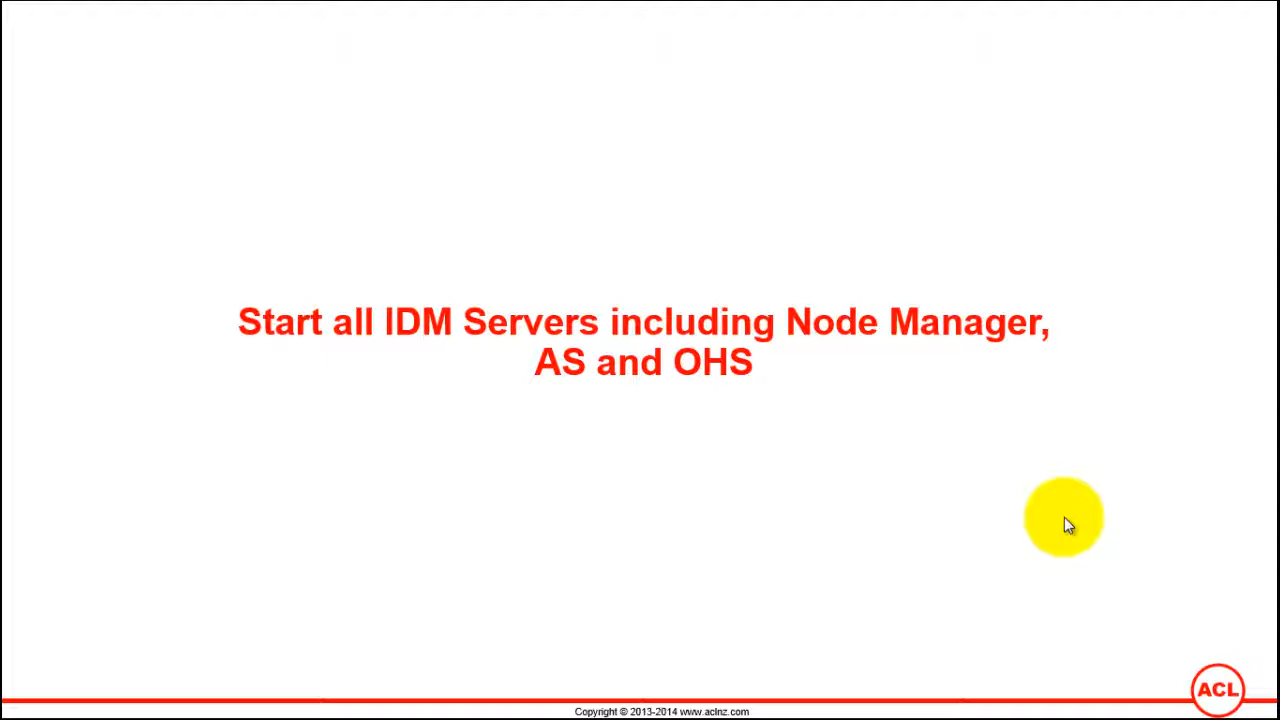 Start all IDM Servers including Node Manager,
AS and OHS
ACL
Copyright © 2013-2014 www.aclnz.com